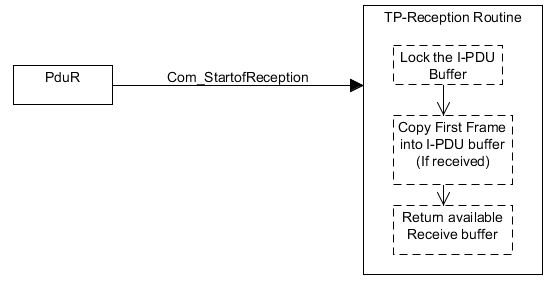 TP-Reception Routine
PduR
Com_StartofReception
Lock the I-PDU
Buffer
Copy First Frame
into I-PDU buffer
(If received)
Return available
Receive buffer